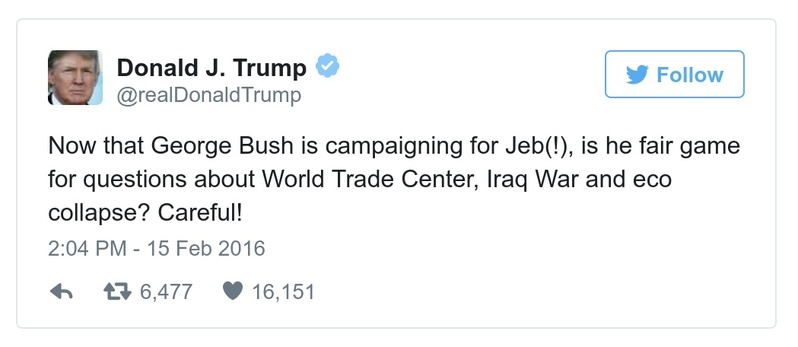 Donald J. Trump
@realDonaldTrump
Follow
Now that George Bush is campaigning for Jeb(!), is he fair game
for questions about World Trade Center, Iraq War and eco
collapse? Careful!
2:04 PM - 15 Feb 2016
6,477 16,151